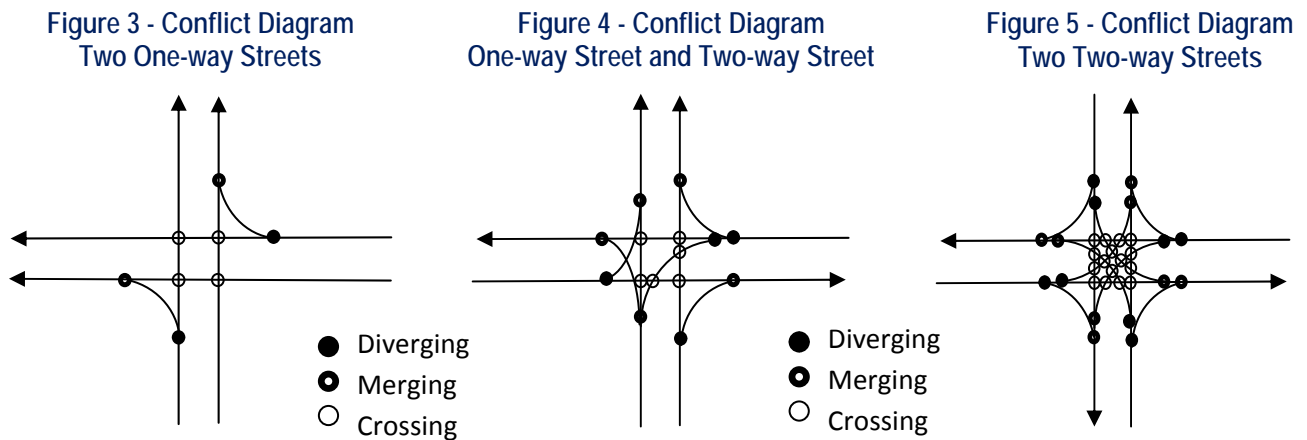 Figure 3 - Conflict Diagram
Two One-way Streets
Figure 4 - Conflict Diagram
One-way Street and Two-way Street
Figure 5 - Conflict Diagram
Two Two-way Streets
Diverging
Merging
Crossing
Diverging
Merging
Crossing